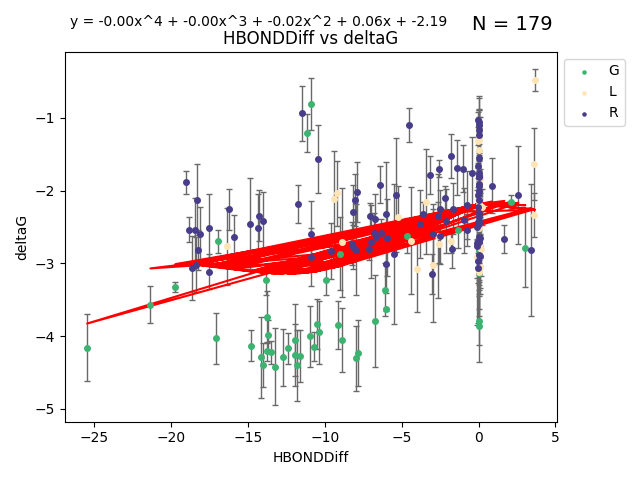 y = -0.00x^4 + -0.00x^3 + -0.02x^2 + 0.06x + -2.19
N = 179
HBONDDiff vs deltaG
G
L
R
−1
−2
−3
−4
−5
deltaG
−25
−20
−15
−10
−5
0
5
HBONDDiff